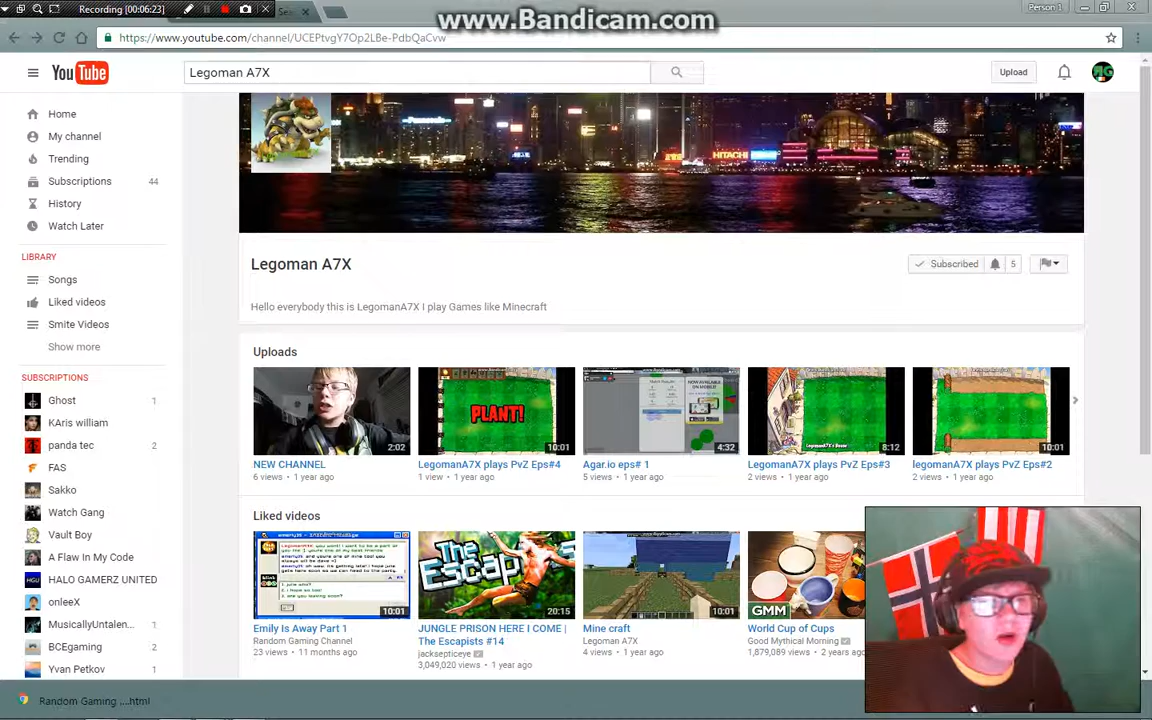 www.Bandicam.com
Recording [00:06:23]
Person 1
https://www.youtube.com/channel/UCEPtvgY7Op2LBe-PdbQaCvw
YouTube
Legoman A7X
Upload
Home
My channel
Trending
Subscriptions 44
History
Watch Later
LIBRARY
Songs
Liked videos
Smite Videos
Show more
SUBSCRIPTIONS
Ghost 1
KAris william
panda tec 2
FAS
Sakko
Watch Gang
Vault Boy
A Flaw In My Code
HALO GAMERZ UNITED
onleeX
MusicallyUntalen... 1
BCEgaming 2
Yvan Petkov 1
HITACHI
Legoman A7X
Subscribed 5
Hello everybody this is LegomanA7X I play Games like Minecraft
Uploads
2:02
NEW CHANNEL
6 views • 1 year ago
PLANT!
10:01
LegomanA7X plays PvZ Eps#4
1 view • 1 year ago
4:32
Agar.io eps# 1
5 views • 1 year ago
8:12
LegomanA7X plays PvZ Eps#3
2 views • 1 year ago
10:01
legomanA7X plays PvZ Eps#2
2 views • 1 year ago
Liked videos
10:01
Emily Is Away Part 1
Random Gaming Channel
23 views • 11 months ago
The Escapi
20:15
JUNGLE PRISON HERE I COME |
The Escapists #14
jacksepticeye
3,049,020 views • 1 year ago
10:01
Mine craft
Legoman A7X
4 views • 1 year ago
GMM
World Cup of Cups
Good Mythical Morning
1,879,089 views • 2 years ago
Random Gaming ....html